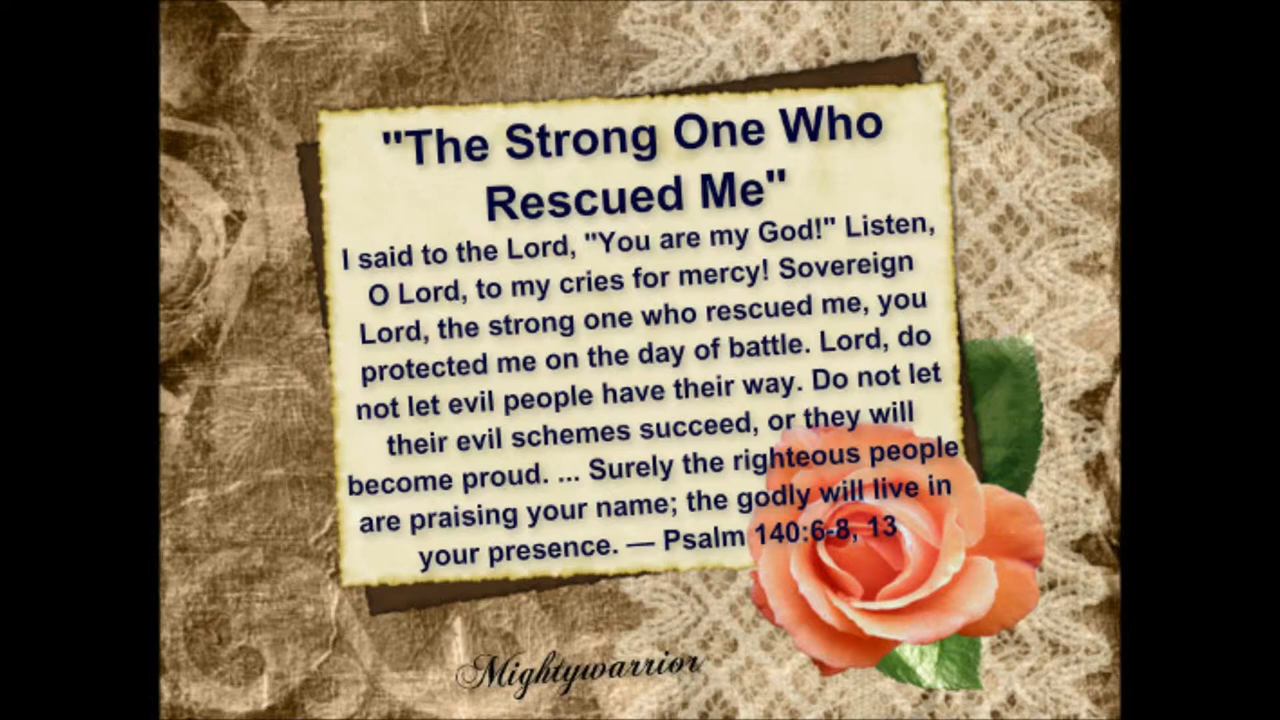 "The Strong One Who
Rescued Me"
I said to the Lord, "You are my God!" Listen,
O Lord, to my cries for mercy! Sovereign
Lord, the strong one who rescued me, you
protected me on the day of battle. Lord, do
not let evil people have their way. Do not let
their evil schemes succeed, or they will
become proud. ... Surely the righteous people
are praising your name; the godly will live in
your presence. — Psalm 140:6-8, 13
Mightywarrior